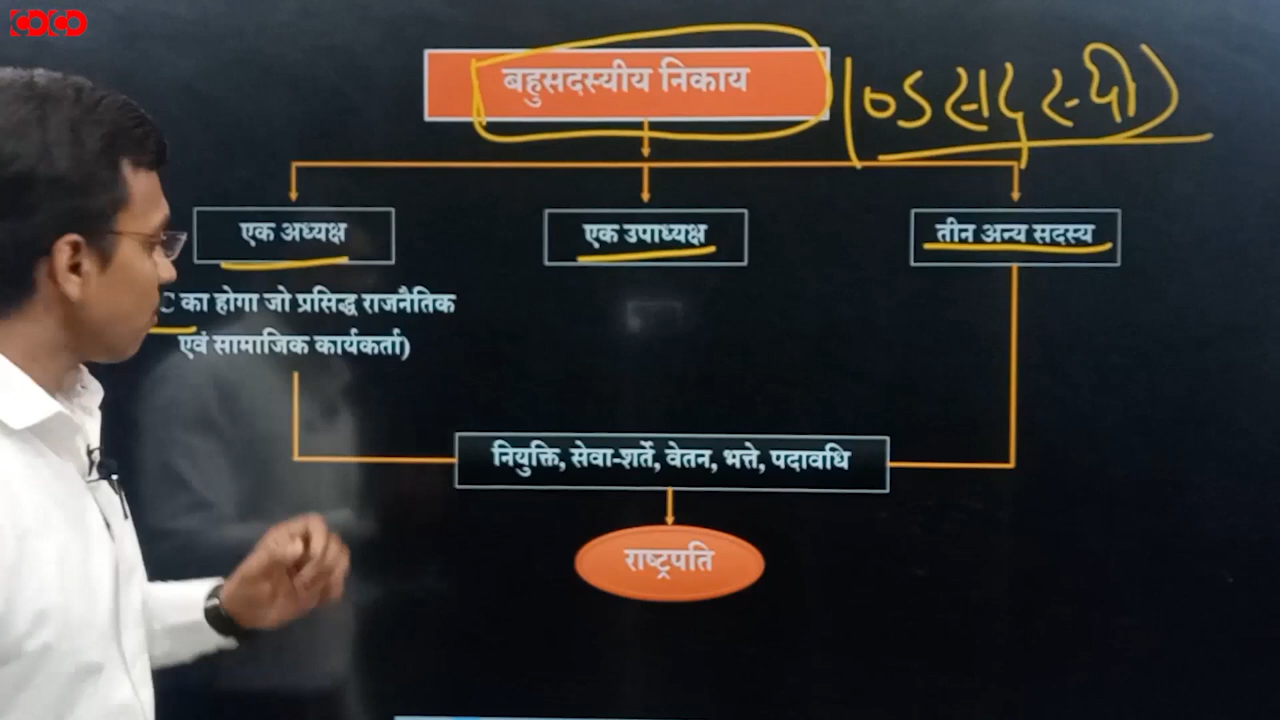 COCO
बहुसदस्यीय निकाय
(05 सदस्यी)
एक अध्यक्ष
एक उपाध्यक्ष
तीन अन्य सदस्य
C का होगा जो प्रसिद्ध राजनैतिक
एवं सामाजिक कार्यकर्ता)
नियुक्ति, सेवा-शर्ते, वेतन, भत्ते, पदावधि
राष्ट्रपति